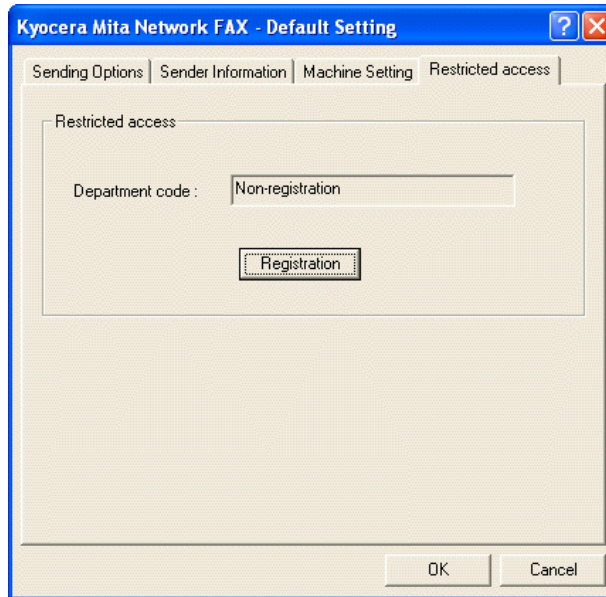 Kyocera Mita Network FAX - Default Setting
Sending Options Sender Information Machine Setting Restricted access
Restricted access
Department code : Non-registration
Registration
OK Cancel